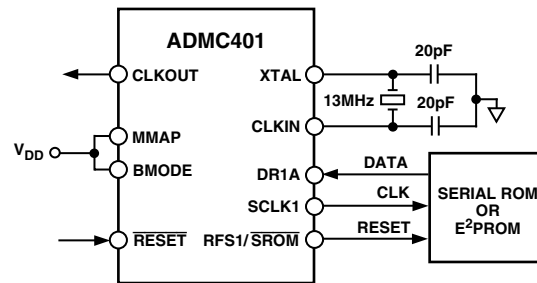 ADMC401
CLKOUT
XTAL
20pF
13MHz
20pF
CLKIN
MMAP
VDD
BMODE
DR1A
DATA
SCLK1
CLK
RESET
RFS1/SROM
RESET
SERIAL ROM
OR
E²PROM